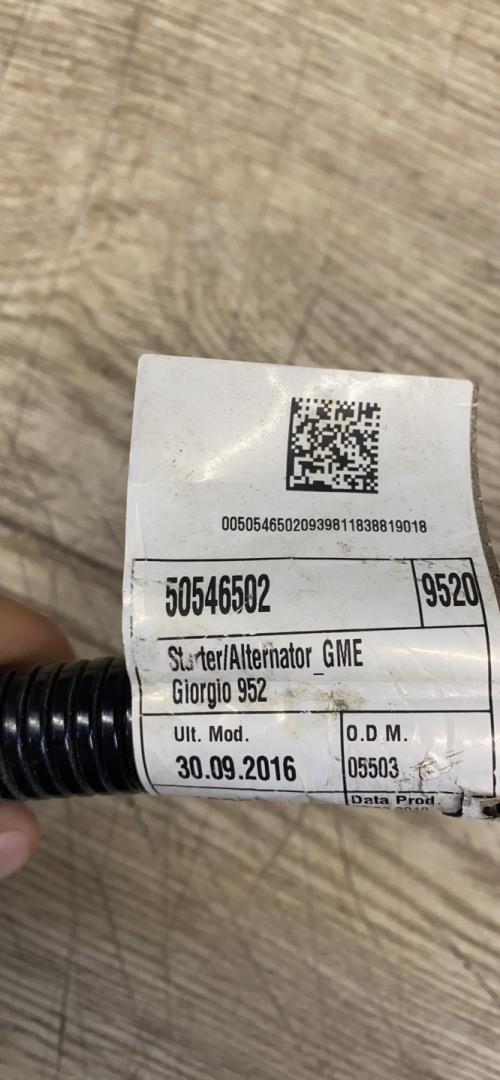 00505465020939811838819018
50546502 9520
Starter/Alternator_GME
Giorgio 952
Ult. Mod. O.D M.
30.09.2016 05503
Data Prod.